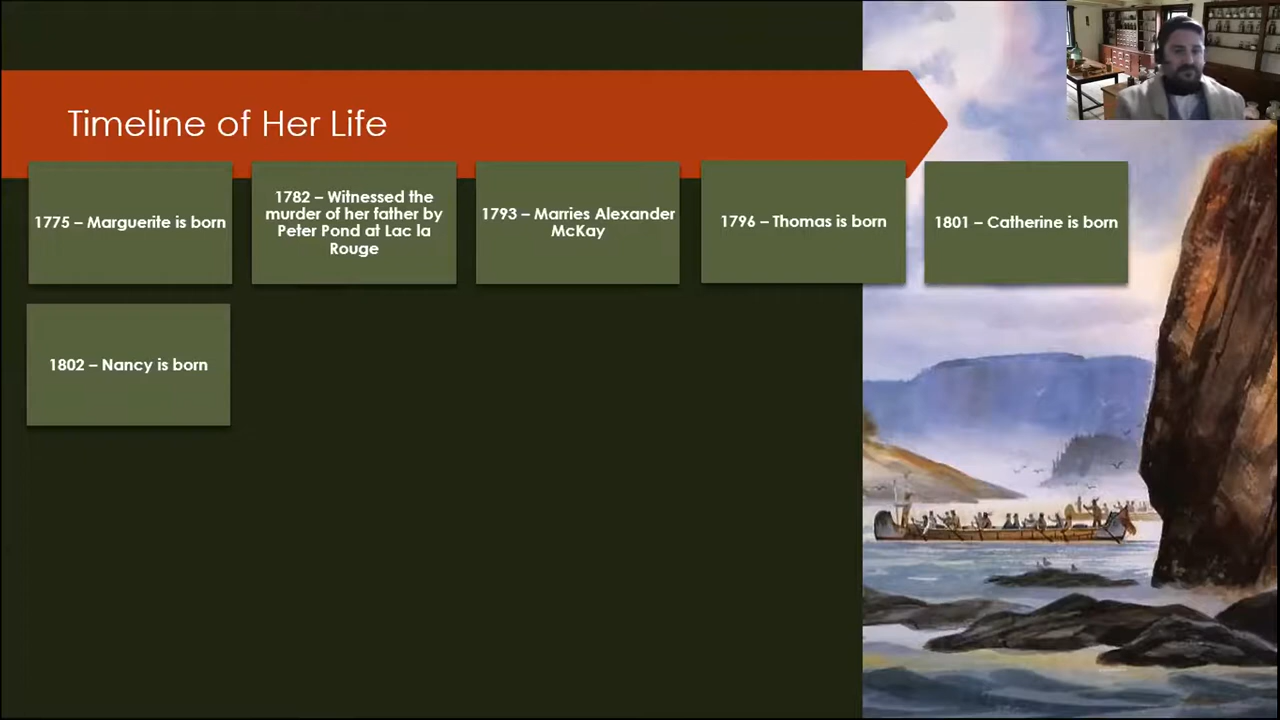 Timeline of Her Life
1775 – Marguerite is born
1782 – Witnessed the
murder of her father by
Peter Pond at Lac la
Rouge
1793 – Marries Alexander
McKay
1796 – Thomas is born
1801 – Catherine is born
1802 – Nancy is born